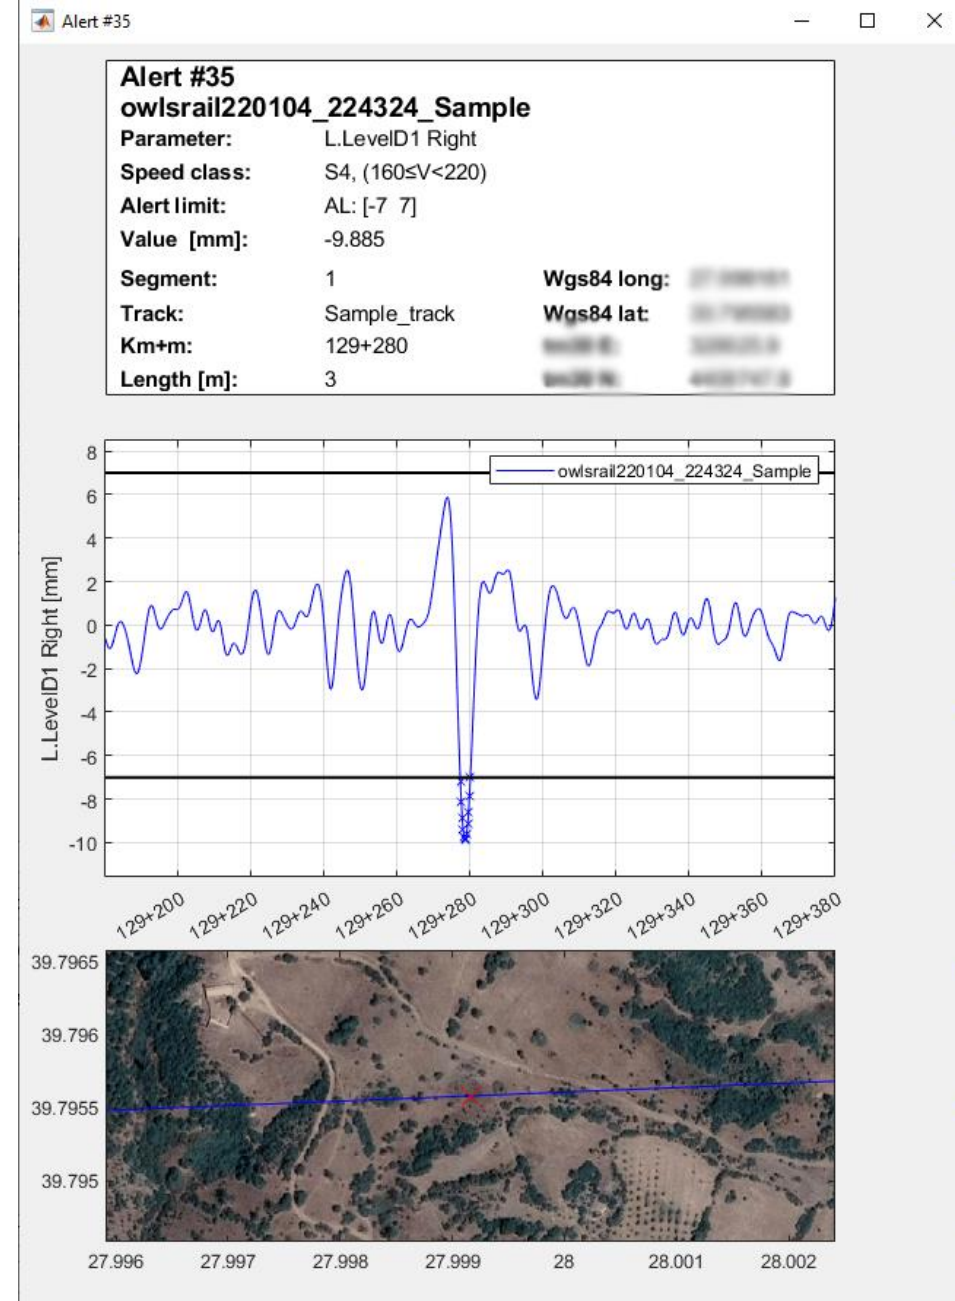 Alert #35
Alert #35
owlsrail220104_224324_Sample
Parameter: L.LevelD1 Right
Speed class: S4, (160≤V<220)
Alert limit: AL: [-7 7]
Value [mm]: -9.885
Segment: 1 Wgs84 long:
Track: Sample_track Wgs84 lat:
Km+m: 129+280
Length [m]: 3
owlsrail220104_224324_Sample
8
6
4
2
0
-2
-4
-6
-8
-10
L.LevelD1 Right [mm]
129+200 129+220 129+240 129+260 129+280 129+300 129+320 129+340 129+360 129+380
39.7965
39.796
39.7955
39.795
27.996 27.997 27.998 27.999 28 28.001 28.002